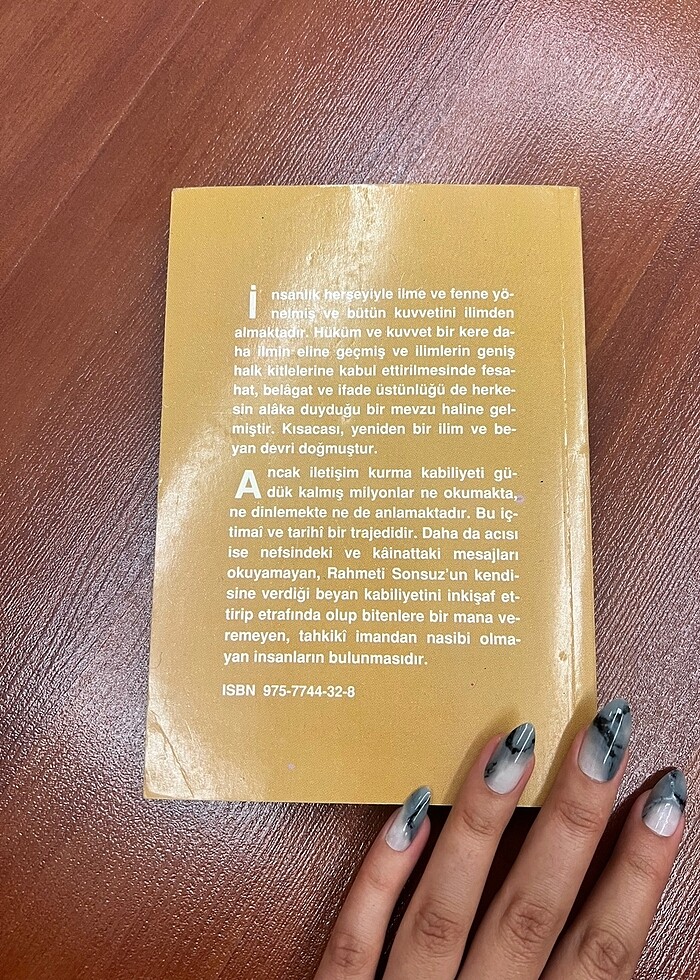 İnsanlık herşeyiyle ilme ve fenne yö-
nelmiş ve bütün kuvvetini ilimden
almaktadır. Hüküm ve kuvvet bir kere da-
ha ilmin eline geçmiş ve ilimlerin geniş
halk kitlelerine kabul ettirilmesinde fesa-
hat, belâgat ve ifade üstünlüğü de herke-
sin alâka duyduğu bir mevzu haline gel-
miştir. Kısacası, yeniden bir ilim ve be-
yan devri doğmuştur.
Ancak iletişim kurma kabiliyeti gü-
dük kalmış milyonlar ne okumakta,
ne dinlemekte ne de anlamaktadır. Bu iç-
timaî ve tarihî bir trajedidir. Daha da acısı
ise nefsindeki ve kâinattaki mesajları
okuyamayan, Rahmeti Sonsuz'un kendi-
sine verdiği beyan kabiliyetini inkişaf et-
tirip etrafında olup bitenlere bir mana ve-
remeyen, tahkikî imandan nasibi olma-
yan insanların bulunmasıdır.
ISBN 975-7744-32-8